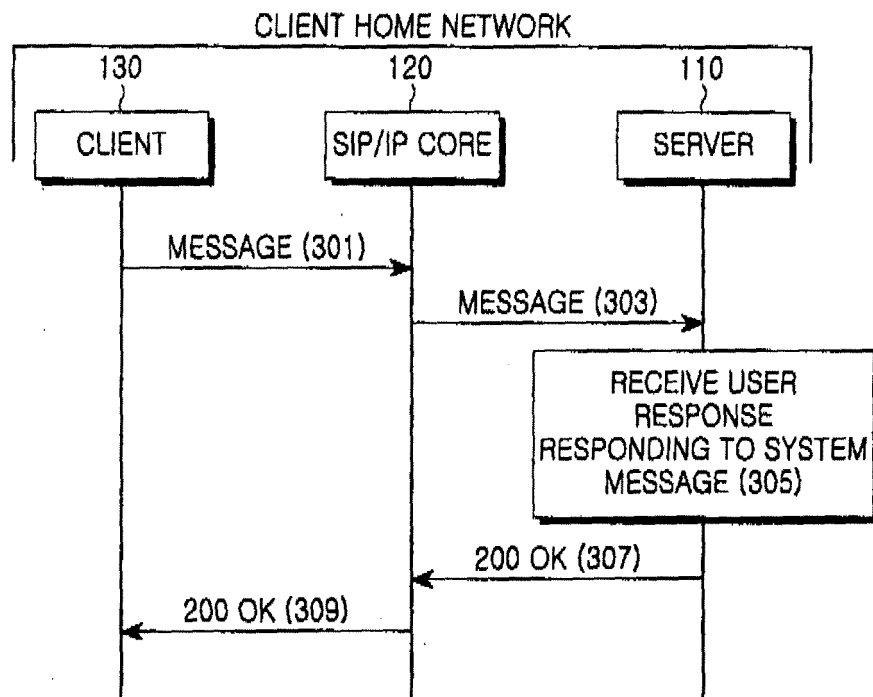 CLIENT HOME NETWORK
130
120
110
CLIENT
SIP/IP CORE
SERVER
MESSAGE (301)
MESSAGE (303)
RECEIVE USER
RESPONSE
RESPONDING TO SYSTEM
MESSAGE (305)
200 OK (307)
200 OK (309)